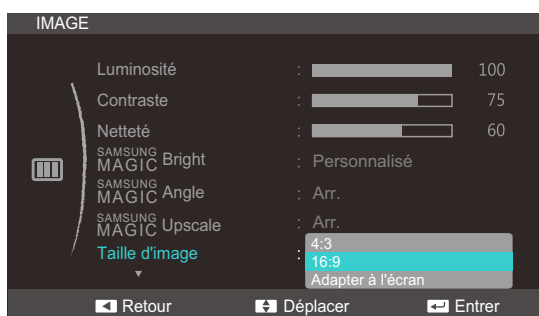 IMAGE
Luminosité : 100
Contraste : 75
Netteté : 60
SAMSUNG MAGIC Bright : Personnalisé
SAMSUNG MAGIC Angle : Arr.
SAMSUNG MAGIC Upscale : Arr.
Taille d'image :
4:3
16:9
Adapter à l'écran
Retour Déplacer Entrer